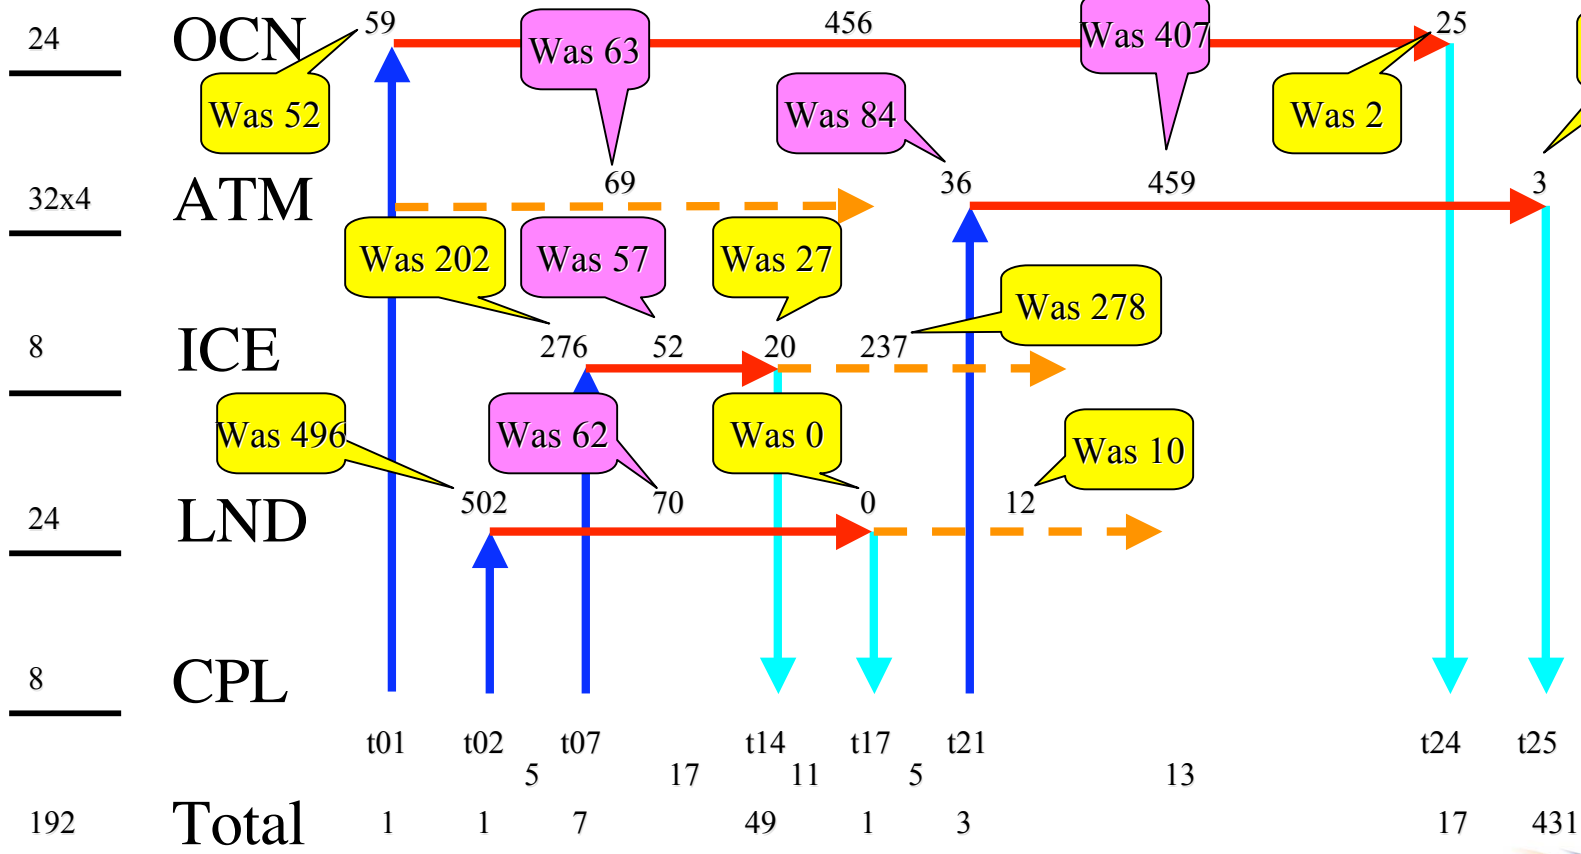 24 OCN 59 456 25
Was 63
Was 407
Was 52
Was 84
Was 2
32x4 ATM 69 36 459 3
Was 202
Was 57
Was 27
Was 278
8 ICE 276 52 20 237
Was 496
Was 62
Was 0
Was 10
24 LND 502 70 0 12
8 CPL
t01 t02 t07 t14 t17 t21 t24 t25
5 17 11 5 13
192 Total 1 1 7 49 1 3 17 431